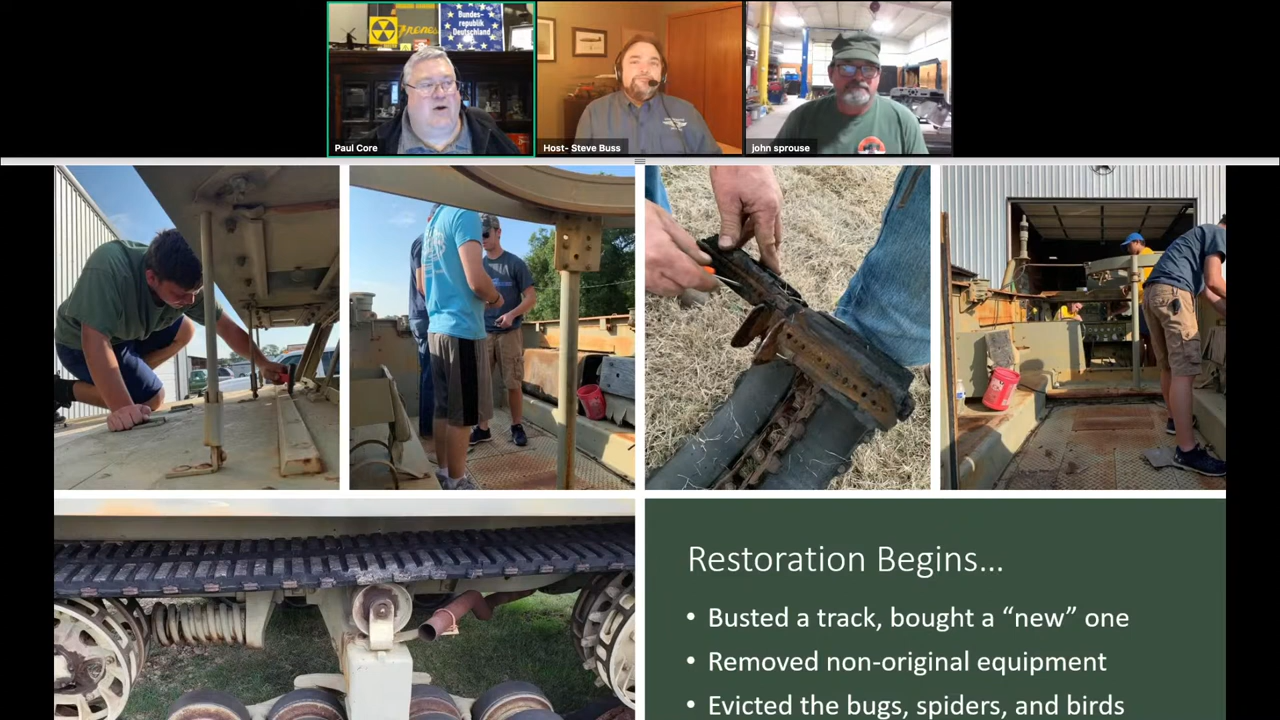 Bundes-
republik
Deutschland
Paul Core
Host- Steve Buss
john sprouse
Restoration Begins...
• Busted a track, bought a “new” one
• Removed non-original equipment
• Evicted the bugs, spiders, and birds